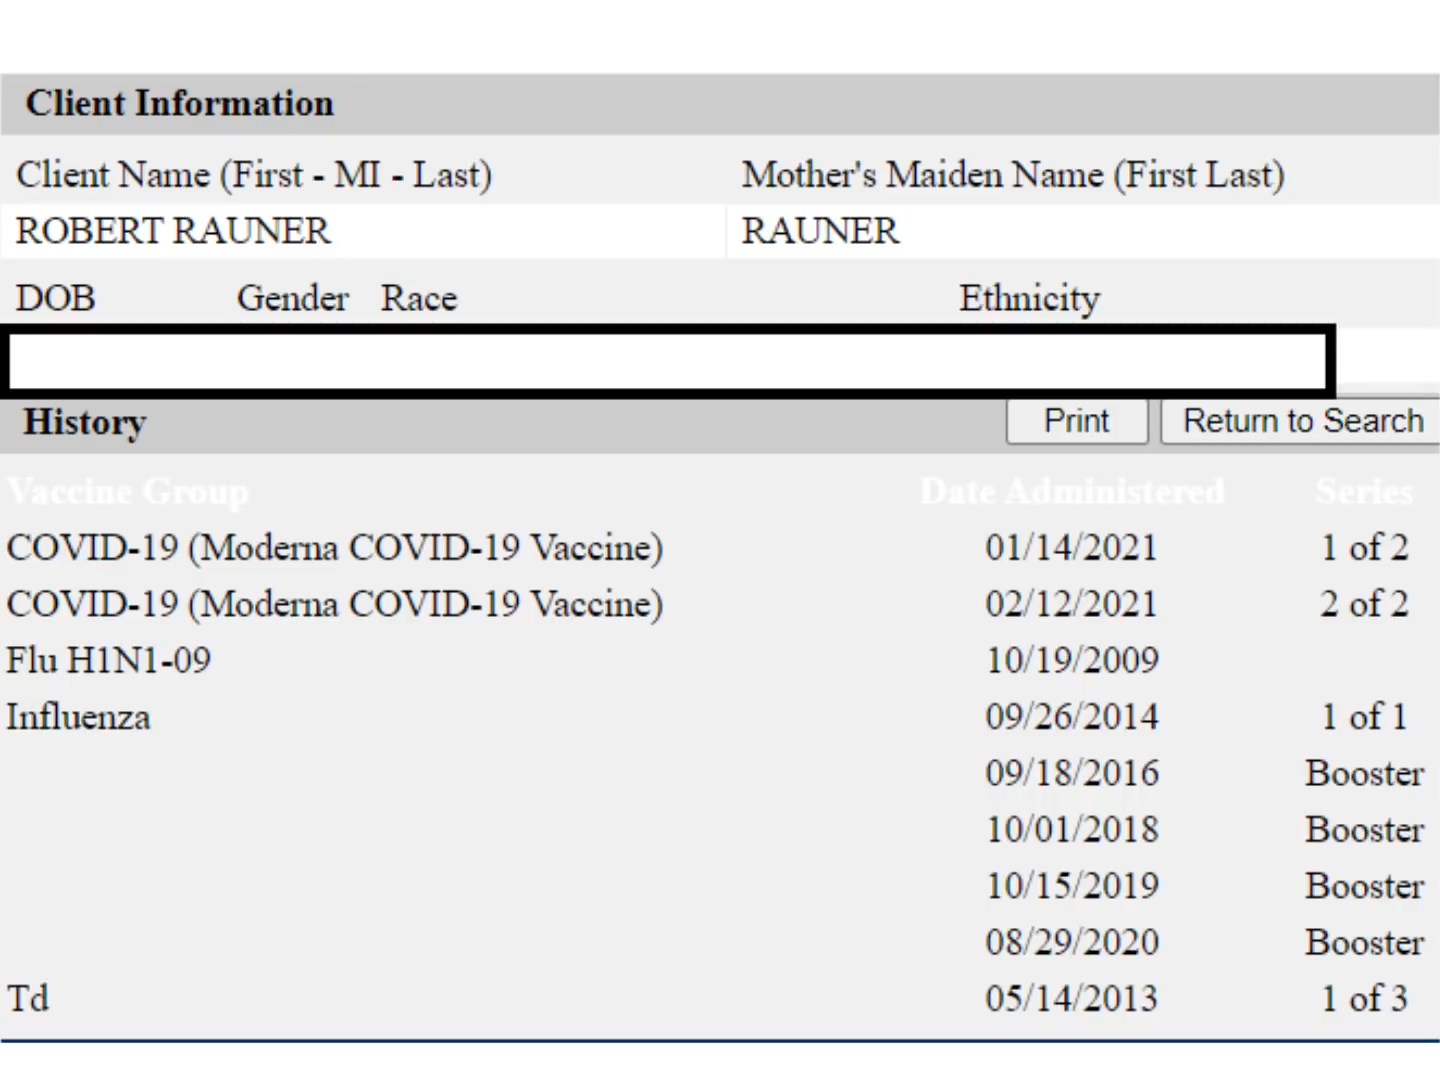 Client Information
Client Name (First - MI - Last) Mother's Maiden Name (First Last)
ROBERT RAUNER RAUNER
DOB Gender Race Ethnicity
History Print Return to Search
Vaccine Group Date Administered Series
COVID-19 (Moderna COVID-19 Vaccine) 01/14/2021 1 of 2
COVID-19 (Moderna COVID-19 Vaccine) 02/12/2021 2 of 2
Flu H1N1-09 10/19/2009
Influenza 09/26/2014 1 of 1
09/18/2016 Booster
10/01/2018 Booster
10/15/2019 Booster
08/29/2020 Booster
Td 05/14/2013 1 of 3